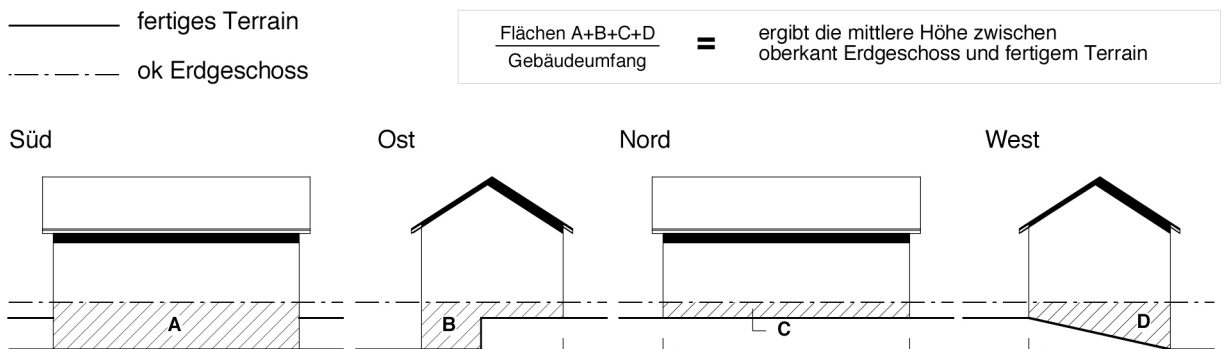 fertiges Terrain
ok Erdgeschoss
Flächen A+B+C+D
Gebäudeumfang
=
ergibt die mittlere Höhe zwischen
oberkant Erdgeschoss und fertigem Terrain
Süd
Ost
Nord
West
A
B
C
D